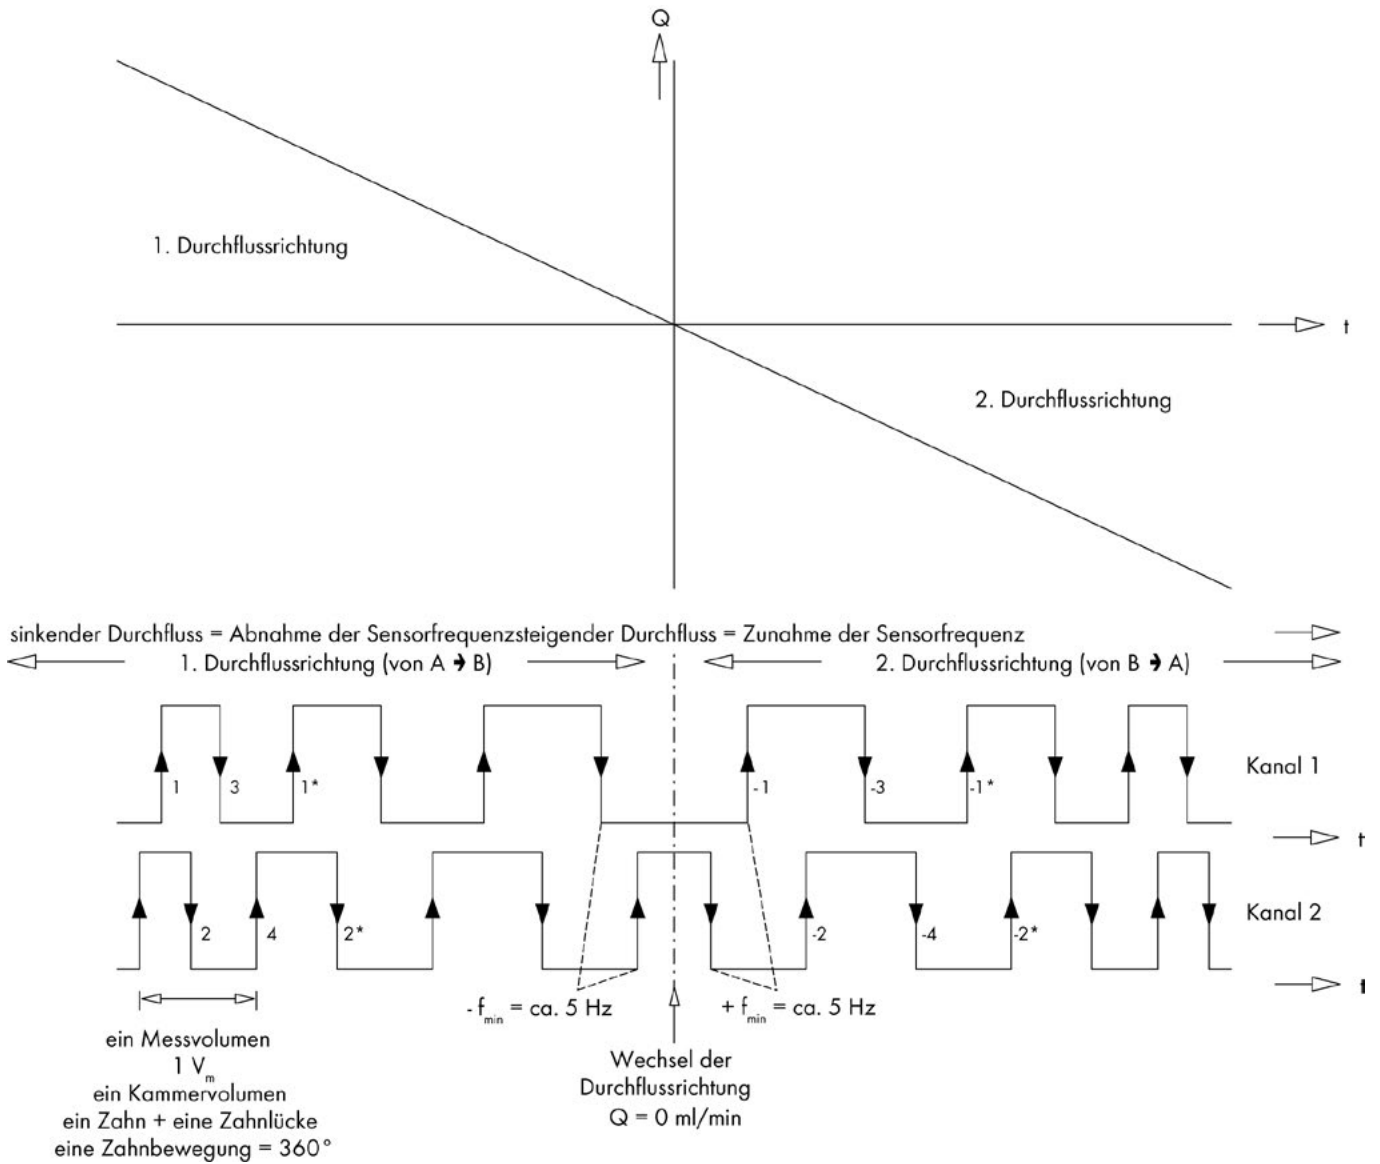 Q
1. Durchflussrichtung
t
2. Durchflussrichtung
sinkender Durchfluss = Abnahme der Sensorfrequenzsteigender Durchfluss = Zunahme der Sensorfrequenz
1. Durchflussrichtung (von A → B)
2. Durchflussrichtung (von B → A)
1
3
1*
-1
-3
-1*
Kanal 1
t
2
4
2*
-2
-4
-2*
Kanal 2
t
- f_min = ca. 5 Hz
+ f_min = ca. 5 Hz
ein Messvolumen
1 V_m
ein Kammervolumen
ein Zahn + eine Zahnlücke
eine Zahnbewegung = 360°
Wechsel der
Durchflussrichtung
Q = 0 ml/min